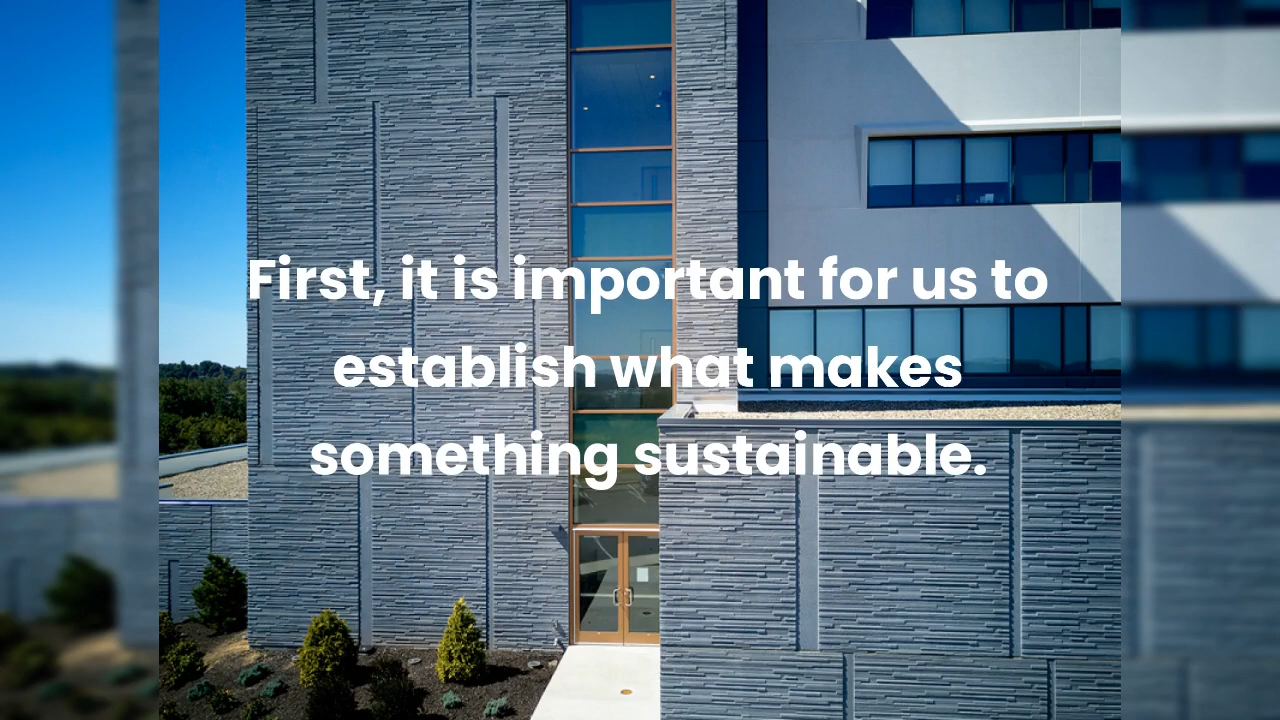 First, it is important for us to
establish what makes
something sustainable.